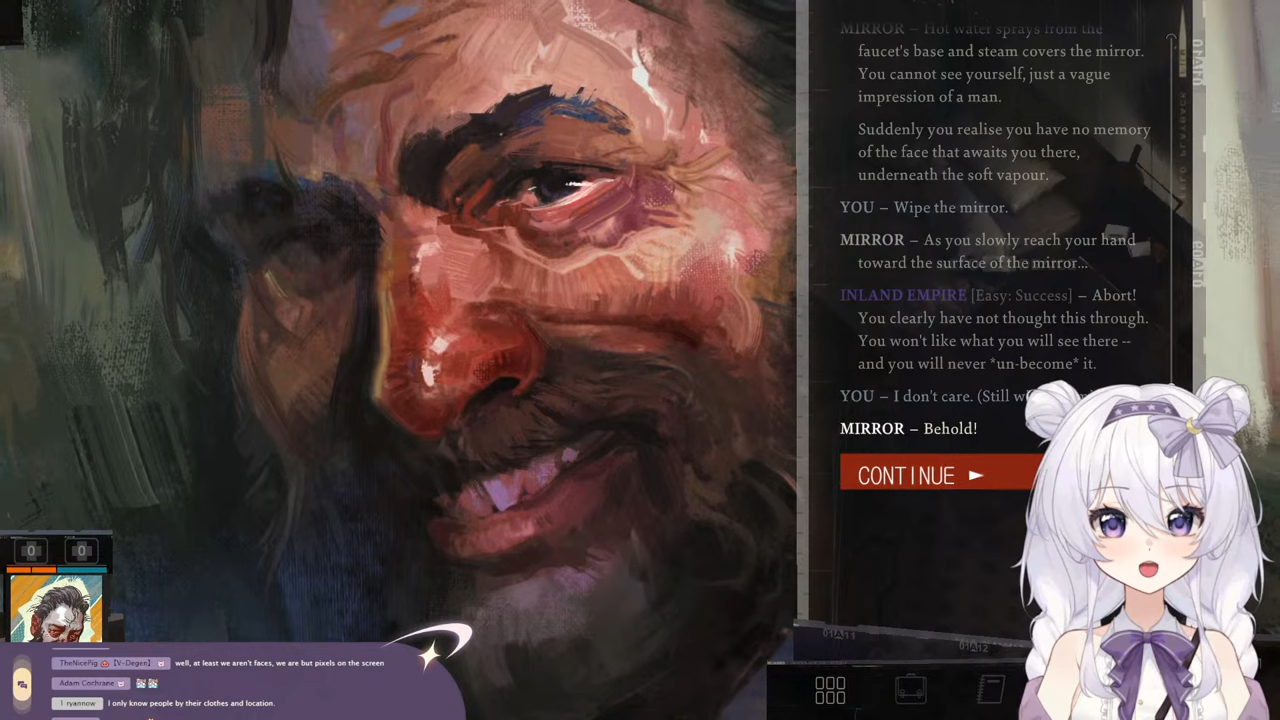 MIRROR – Hot water sprays from the
faucet's base and steam covers the mirror.
You cannot see yourself, just a vague
impression of a man.
Suddenly you realise you have no memory
of the face that awaits you there,
underneath the soft vapour.
YOU – Wipe the mirror.
MIRROR – As you slowly reach your hand
toward the surface of the mirror...
INLAND EMPIRE [Easy: Success] – Abort!
You clearly have not thought this through.
You won't like what you will see there --
and you will never *un-become* it.
YOU – I don't care. (Still
MIRROR – Behold!
CONTINUE
0 0
TheNicePig【V-Degen】 well, at least we aren't faces, we are but pixels on the screen
Adam Cochrane
ryannow I only know people by their clothes and location.
01A11
01A12